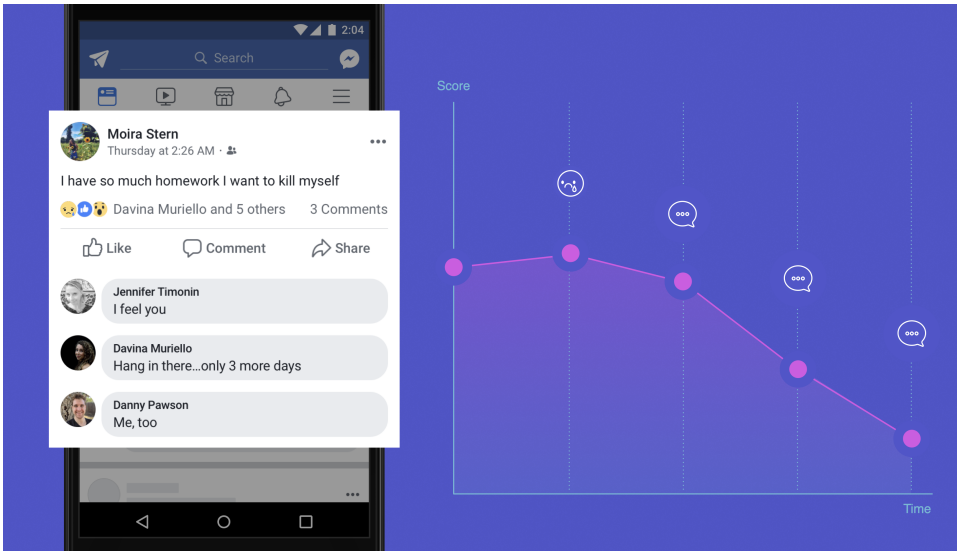 2:04
Search
Moira Stern
Thursday at 2:26 AM ·
I have so much homework I want to kill myself
Davina Muriello and 5 others 3 Comments
Like Comment Share
Jennifer Timonin
I feel you
Davina Muriello
Hang in there...only 3 more days
Danny Pawson
Me, too
Score
Time